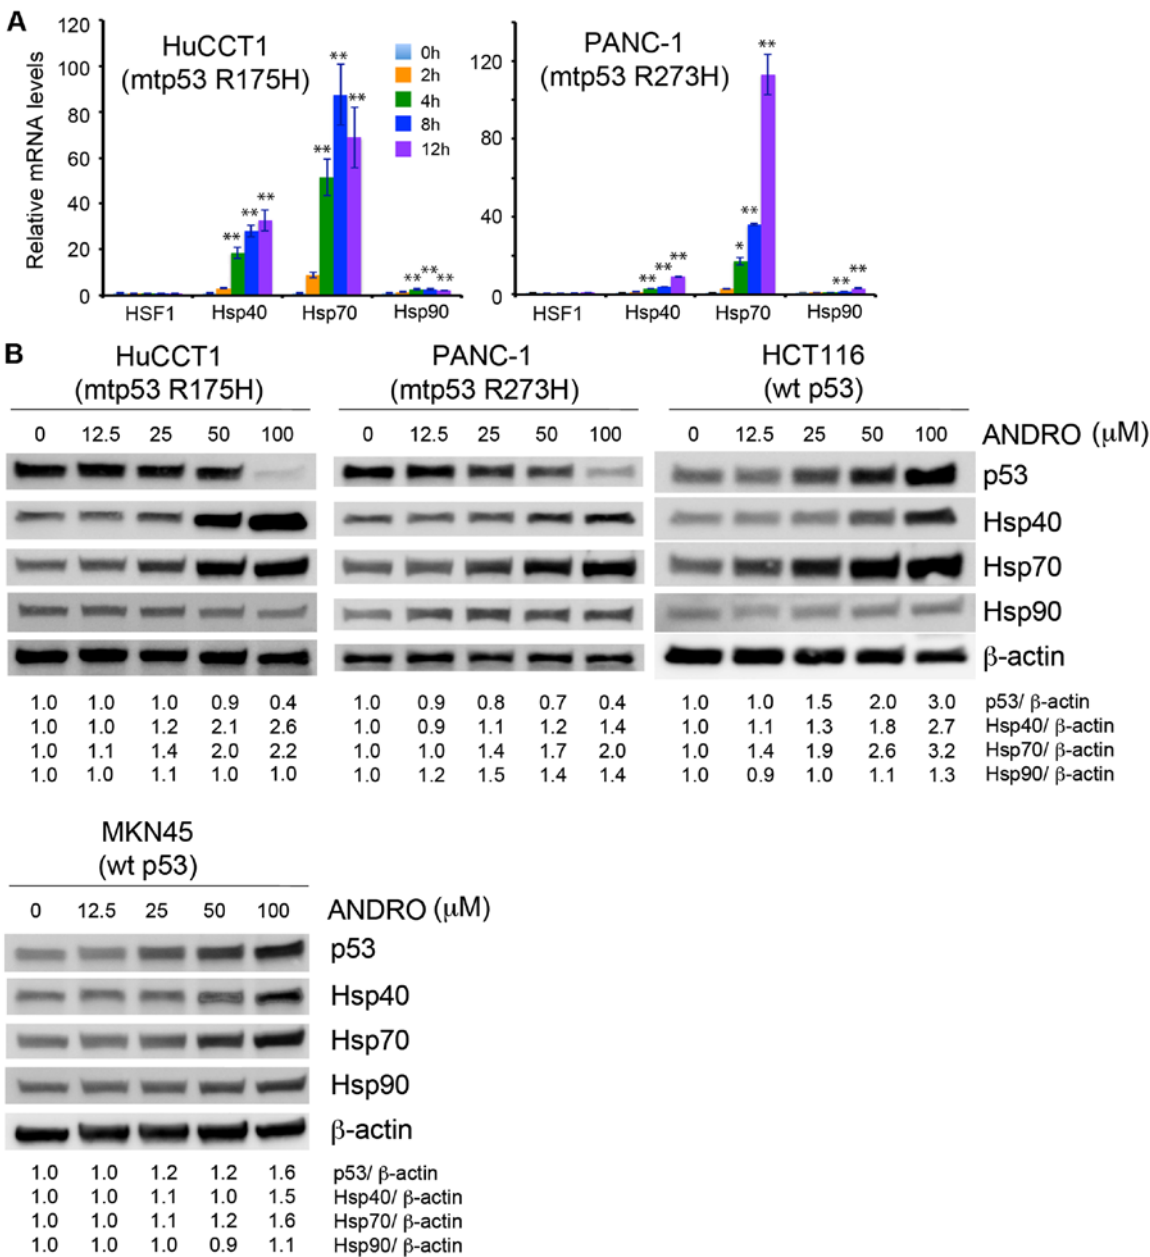 A
HuCCT1
(mtp53 R175H)
Relative mRNA levels
120
100
80
60
40
20
0
0h
2h
4h
8h
12h
** ** ** ** ** ** ** ** **
HSF1 Hsp40 Hsp70 Hsp90
PANC-1
(mtp53 R273H)
120
80
40
0
** ** ** * ** ** ** **
HSF1 Hsp40 Hsp70 Hsp90
B
HuCCT1
(mtp53 R175H)
0 12.5 25 50 100
PANC-1
(mtp53 R273H)
0 12.5 25 50 100
HCT116
(wt p53)
0 12.5 25 50 100
ANDRO (μM)
p53
Hsp40
Hsp70
Hsp90
β-actin
1.0 1.0 1.0 0.9 0.4 1.0 0.9 0.8 0.7 0.4 1.0 1.0 1.5 2.0 3.0 p53/ β-actin
1.0 1.0 1.2 2.1 2.6 1.0 0.9 1.1 1.2 1.4 1.0 1.1 1.3 1.8 2.7 Hsp40/ β-actin
1.0 1.1 1.4 2.0 2.2 1.0 1.0 1.4 1.7 2.0 1.0 1.4 1.9 2.6 3.2 Hsp70/ β-actin
1.0 1.0 1.1 1.0 1.0 1.0 1.2 1.5 1.4 1.4 1.0 0.9 1.0 1.1 1.3 Hsp90/ β-actin
MKN45
(wt p53)
0 12.5 25 50 100 ANDRO (μM)
p53
Hsp40
Hsp70
Hsp90
β-actin
1.0 1.0 1.2 1.2 1.6 p53/ β-actin
1.0 1.0 1.1 1.0 1.5 Hsp40/ β-actin
1.0 1.0 1.1 1.2 1.6 Hsp70/ β-actin
1.0 1.0 1.0 0.9 1.1 Hsp90/ β-actin